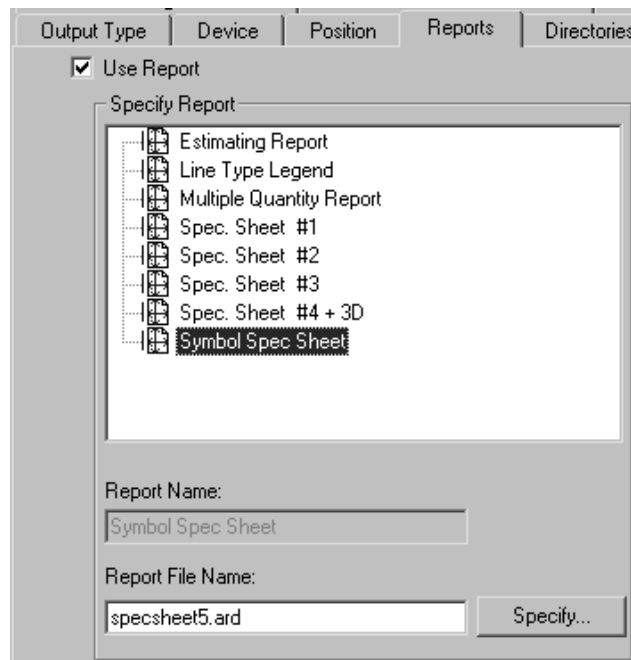 Output Type Device Position Reports Directories
Use Report
Specify Report
Estimating Report
Line Type Legend
Multiple Quantity Report
Spec. Sheet #1
Spec. Sheet #2
Spec. Sheet #3
Spec. Sheet #4 + 3D
Symbol Spec Sheet
Report Name:
Symbol Spec Sheet
Report File Name:
specsheet5.ard Specify...